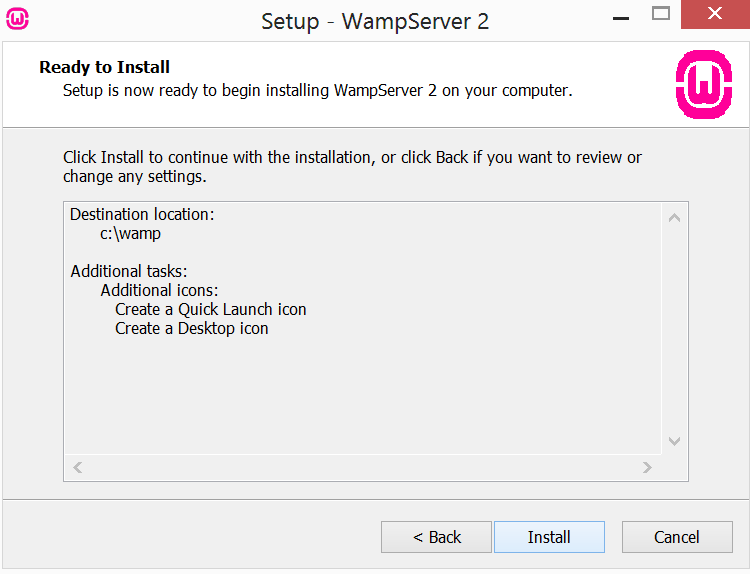 Setup - WampServer 2
Ready to Install
Setup is now ready to begin installing WampServer 2 on your computer.
Click Install to continue with the installation, or click Back if you want to review or
change any settings.
Destination location:
c:\wamp
Additional tasks:
Additional icons:
Create a Quick Launch icon
Create a Desktop icon
< Back
Install
Cancel